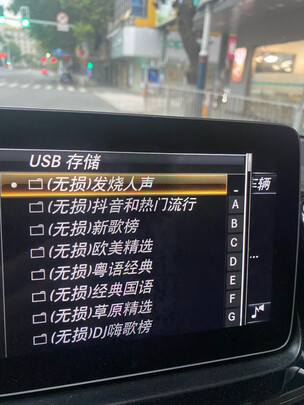 USB 存储
(无损)发烧人声
(无损)抖音和热门流行
(无损)新歌榜
(无损)欧美精选
(无损)粤语经典
(无损)经典国语
(无损)草原精选
(无损)DJ嗨歌榜
_
A
B
C
D
E
F
G
辆
...